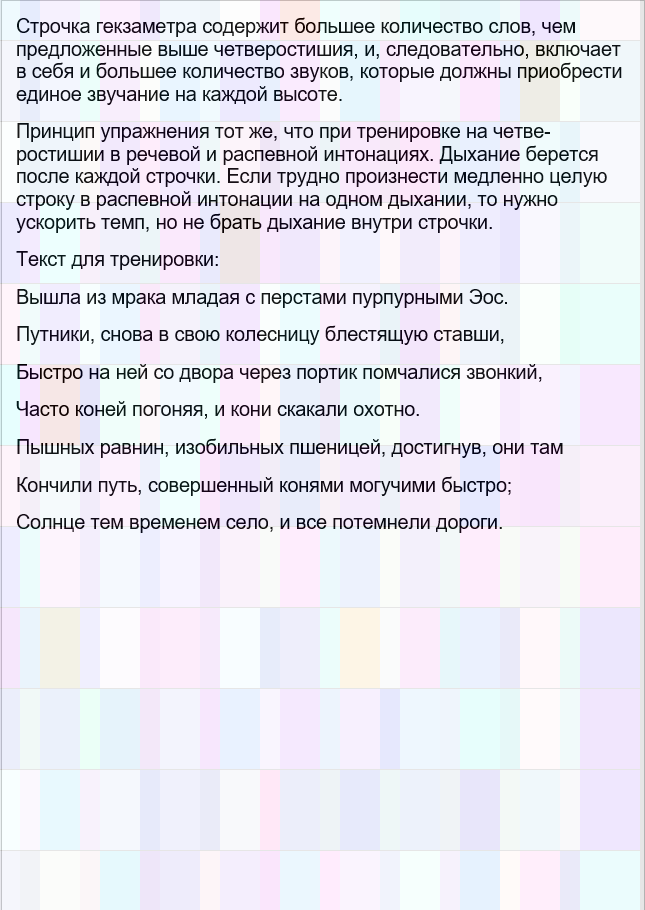 Строчка гекзаметра содержит большее количество слов, чем
предложенные выше четверостишия, и, следовательно, включает
в себя и большее количество звуков, которые должны приобрести
единое звучание на каждой высоте.
Принцип упражнения тот же, что при тренировке на четве-
ростишии в речевой и распевной интонациях. Дыхание берется
после каждой строчки. Если трудно произнести медленно целую
строку в распевной интонации на одном дыхании, то нужно
ускорить темп, но не брать дыхание внутри строчки.
Текст для тренировки:
Вышла из мрака младая с перстами пурпурными Эос.
Путники, снова в свою колесницу блестящую ставши,
Быстро на ней со двора через портик помчалися звонкий,
Часто коней погоняя, и кони скакали охотно.
Пышных равнин, изобильных пшеницей, достигнув, они там
Кончили путь, совершенный конями могучими быстро;
Солнце тем временем село, и все потемнели дороги.